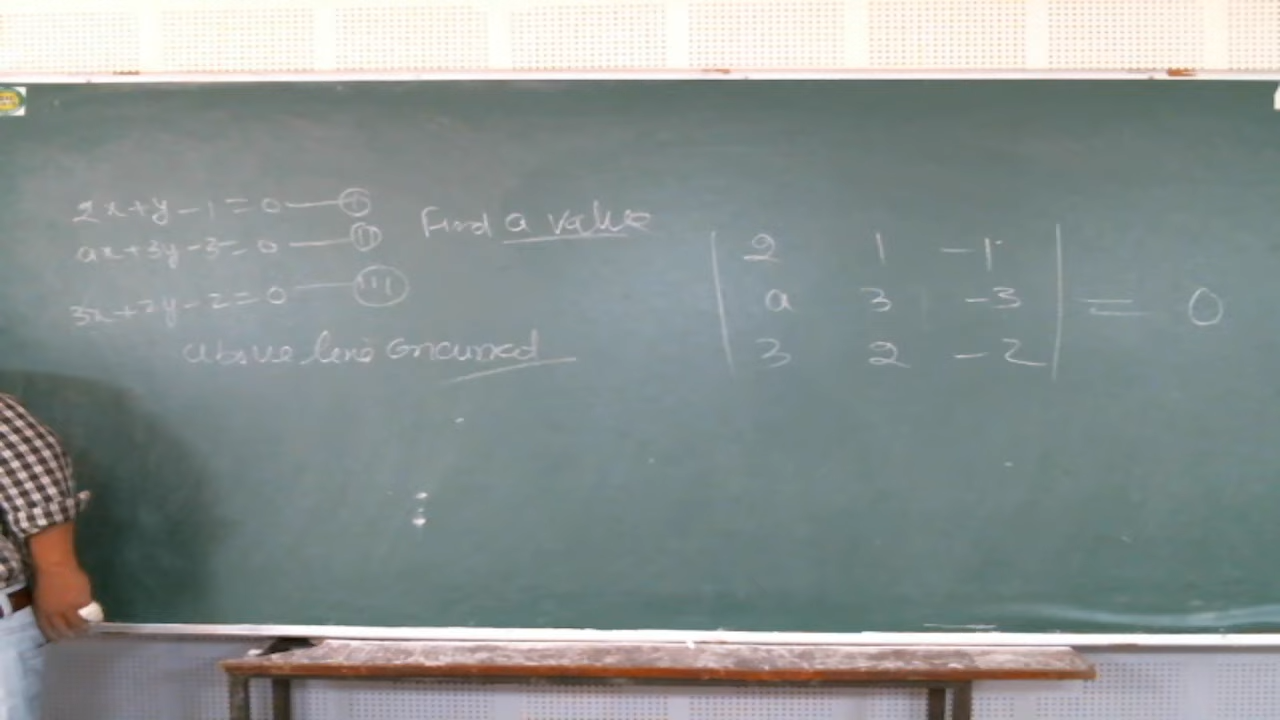 2x+y-1=0 — (I)
ax+3y-3=0 — (II)
Find a value
3x+2y-2=0 — (III)
above line concurred
2 1 -1
a 3 -3 = 0
3 2 -2